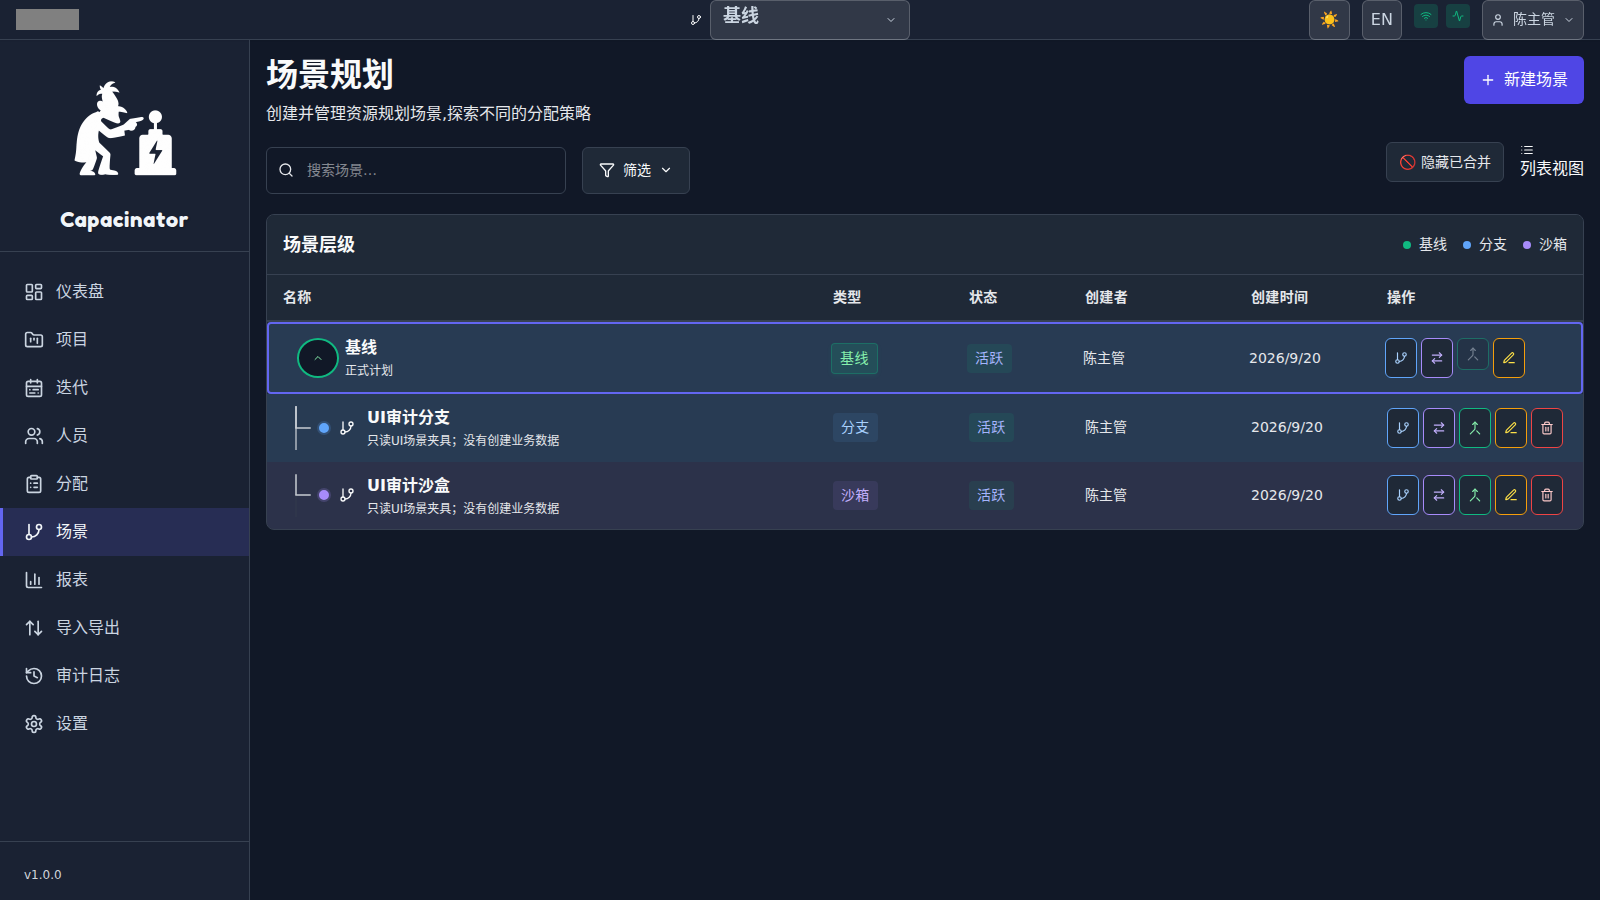 基线
EN
陈主管
Capacinator
仪表盘
项目
迭代
人员
分配
场景
报表
导入导出
审计日志
设置
v1.0.0
场景规划
创建并管理资源规划场景,探索不同的分配策略
新建场景
搜索场景...
筛选
隐藏已合并
列表视图
场景层级
基线 分支 沙箱
名称 类型 状态 创建者 创建时间 操作
基线
正式计划
基线 活跃 陈主管 2026/9/20
UI审计分支
只读UI场景夹具；没有创建业务数据
分支 活跃 陈主管 2026/9/20
UI审计沙盒
只读UI场景夹具；没有创建业务数据
沙箱 活跃 陈主管 2026/9/20